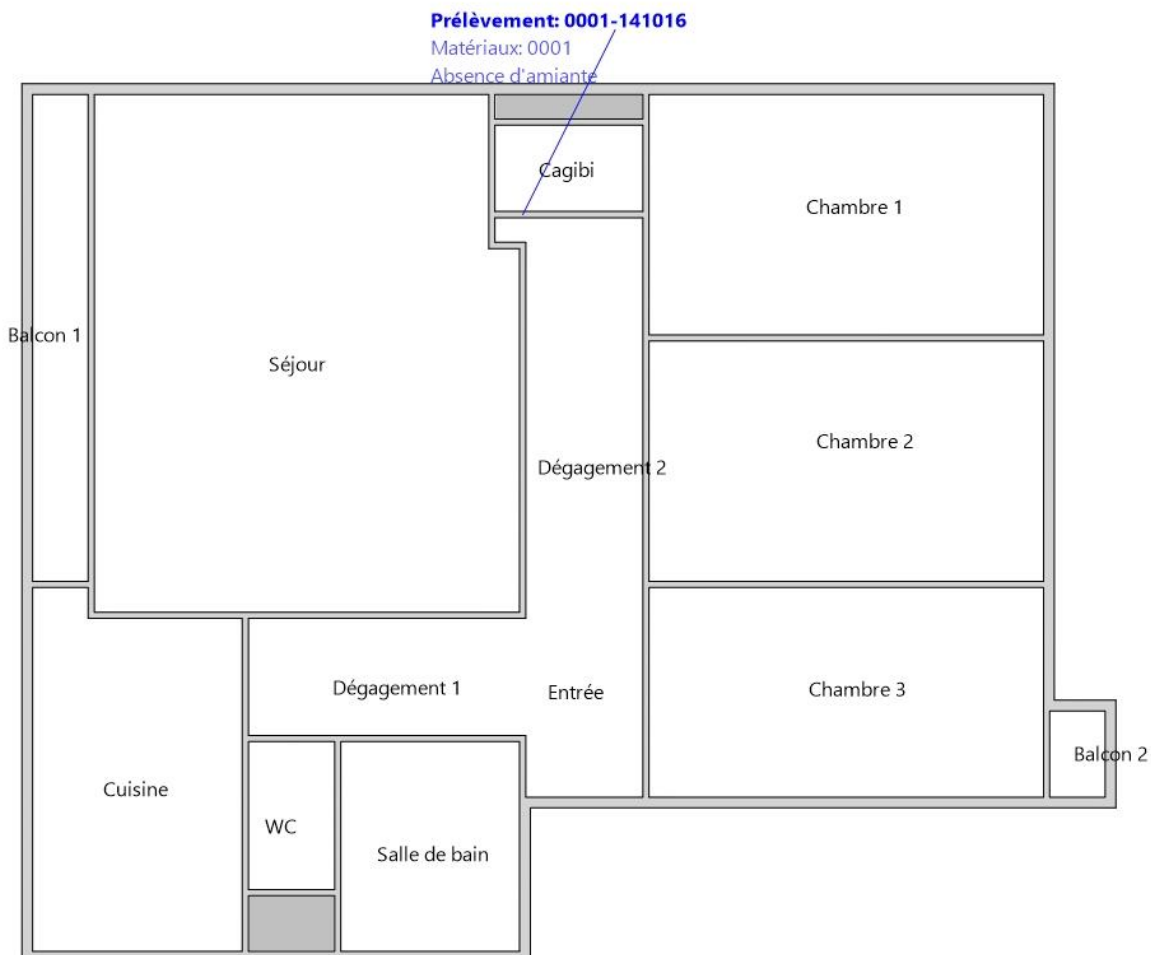 Prélèvement: 0001-141016
Matériaux: 0001
Absence d'amiante
Cagibi
Chambre 1
Balcon 1
Séjour
Chambre 2
Dégagement 2
Dégagement 1
Entrée
Chambre 3
Balcon 2
Cuisine
WC
Salle de bain